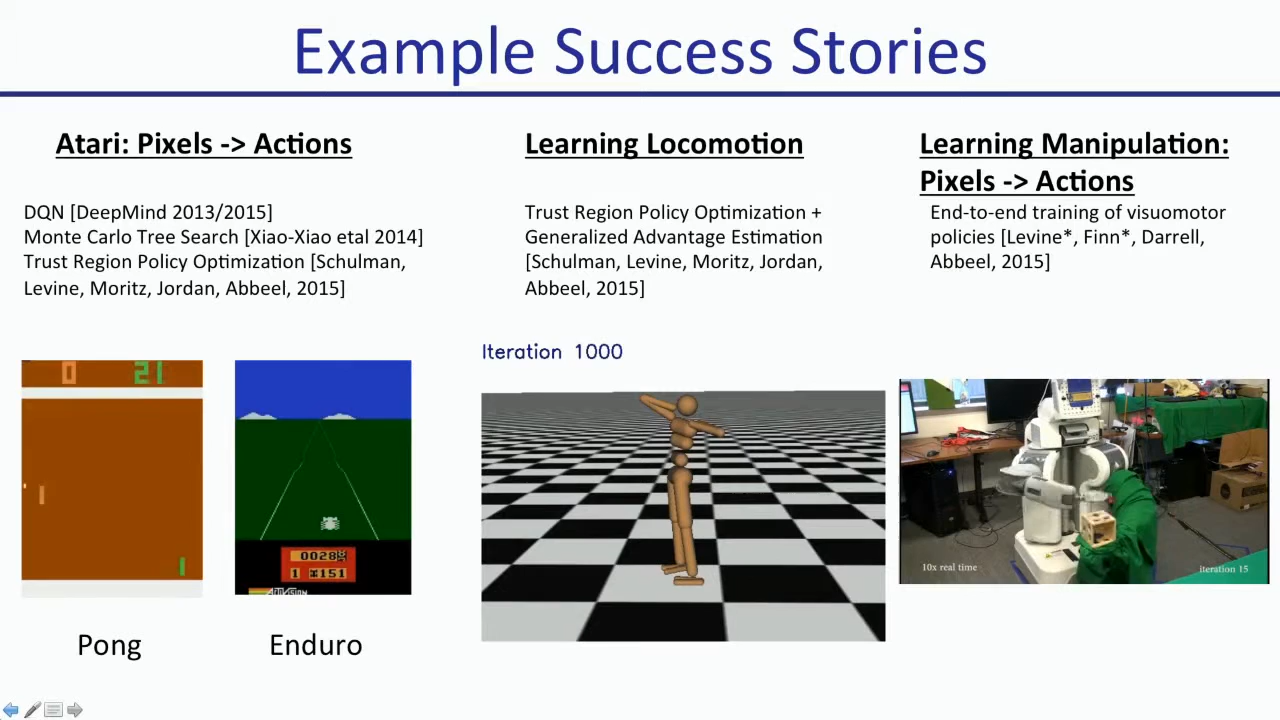 Example Success Stories
Atari: Pixels -> Actions
DQN [DeepMind 2013/2015]
Monte Carlo Tree Search [Xiao-Xiao etal 2014]
Trust Region Policy Optimization [Schulman,
Levine, Moritz, Jordan, Abbeel, 2015]
0 21
Pong
ACTIVISION
Enduro
Learning Locomotion
Trust Region Policy Optimization +
Generalized Advantage Estimation
[Schulman, Levine, Moritz, Jordan,
Abbeel, 2015]
Iteration 1000
Learning Manipulation:
Pixels -> Actions
End-to-end training of visuomotor
policies [Levine*, Finn*, Darrell,
Abbeel, 2015]
10x real time
iteration 15